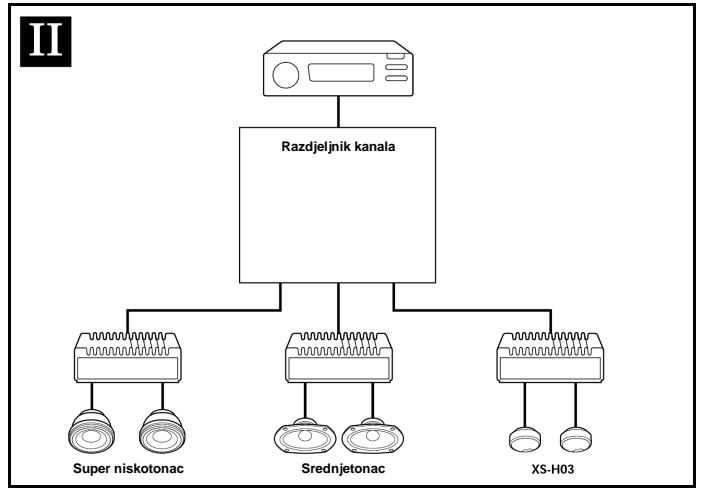 II
Razdjeljnik kanala
Super niskotonac
Srednjetonac
XS-H03